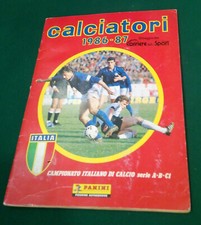 calciatori
1986-87
Corriere dello Sport
ITALIA
CAMPIONATO ITALIANO DI CALCIO serie A-B-C1
PANINI